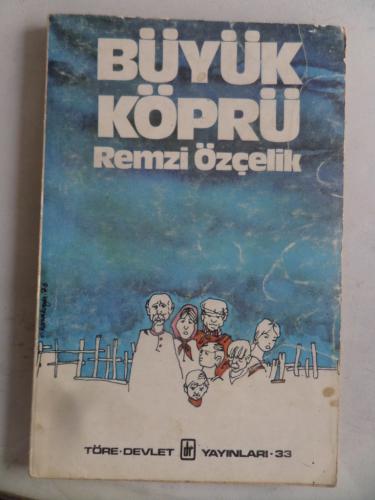 BÜYÜK
KÖPRÜ
Remzi Özçelik
TÖRE-DEVLET YAYINLARI·33